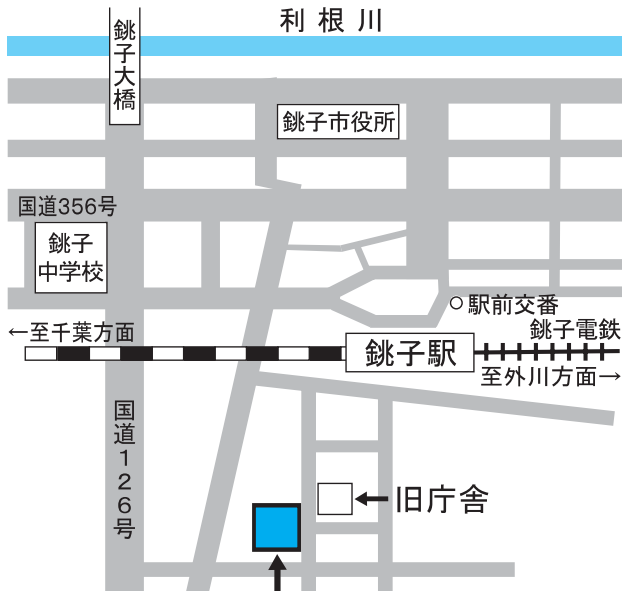 利根川
銚子大橋
銚子市役所
国道356号
銚子
中学校
駅前交番
←至千葉方面
銚子電鉄
銚子駅
至外川方面→
国道126号
旧庁舎